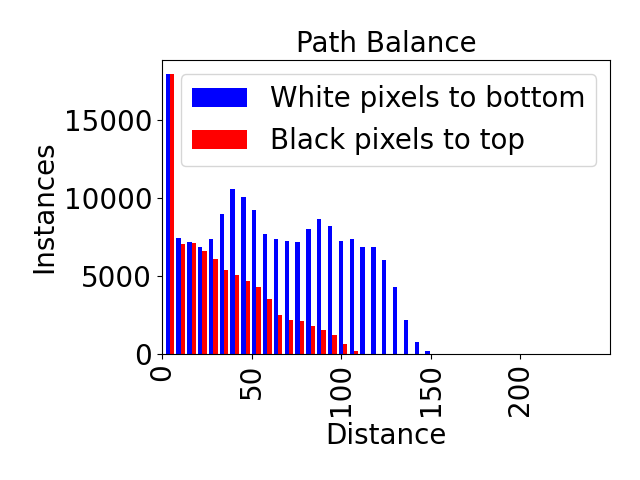 Path Balance
White pixels to bottom
Black pixels to top
Instances
15000
10000
5000
0
0
50
100
150
200
Distance